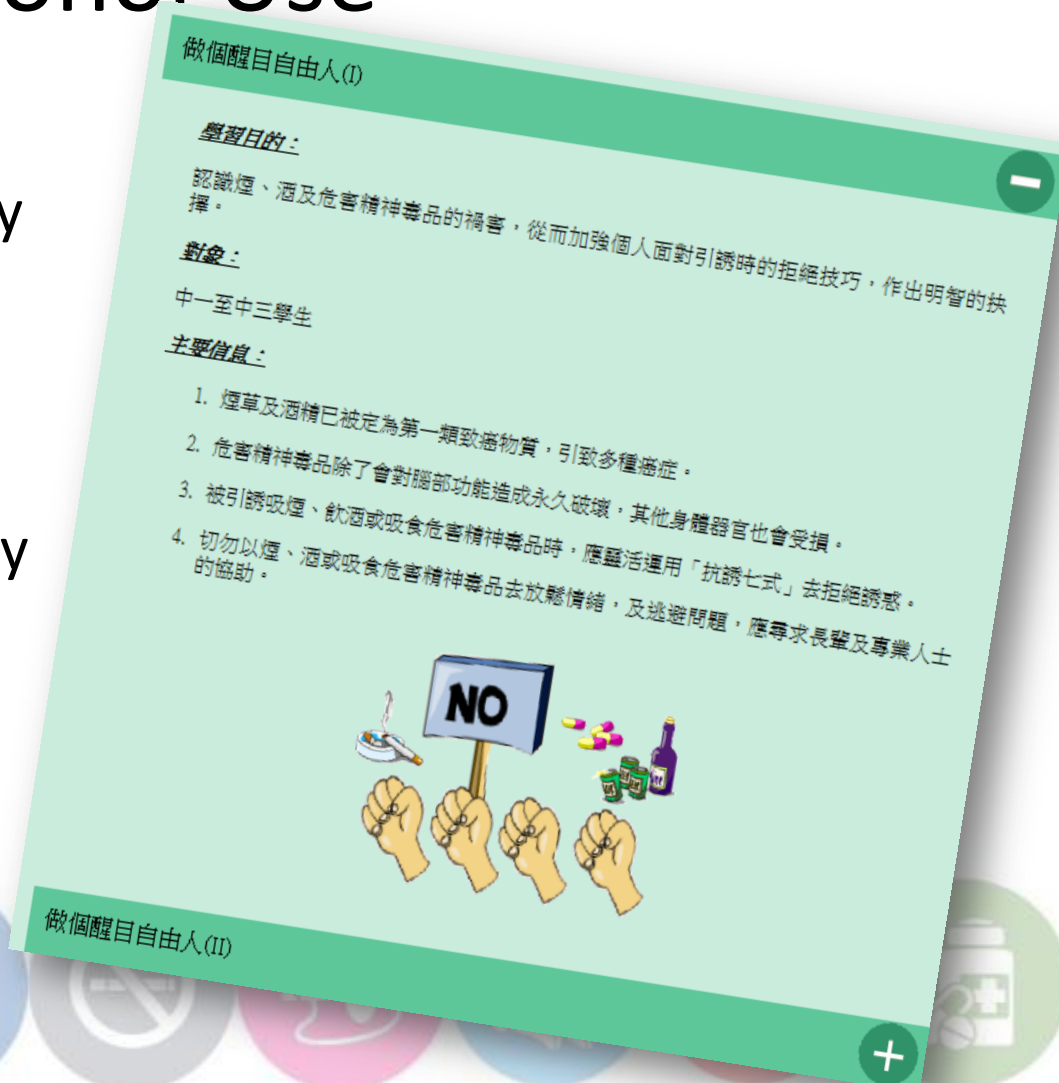 ohol Use
y
y
做個醒目自由人(I)
學習目的：
認識煙、酒及危害精神毒品的禍害，從而加強個人面對引誘時的拒絕技巧，作出明智的抉
擇。
對象：
中一至中三學生
主要信息：
1. 煙草及酒精已被定為第一類致癌物質，引致多種癌症。
2. 危害精神毒品除了會對腦部功能造成永久破壞，其他身體器官也會受損。
3. 被引誘吸煙、飲酒或吸食危害精神毒品時，應靈活運用「抗誘七式」去拒絕誘惑。
4. 切勿以煙、酒或吸食危害精神毒品去放鬆情緒，及逃避問題，應尋求長輩及專業人士
的協助。
NO
做個醒目自由人(II)